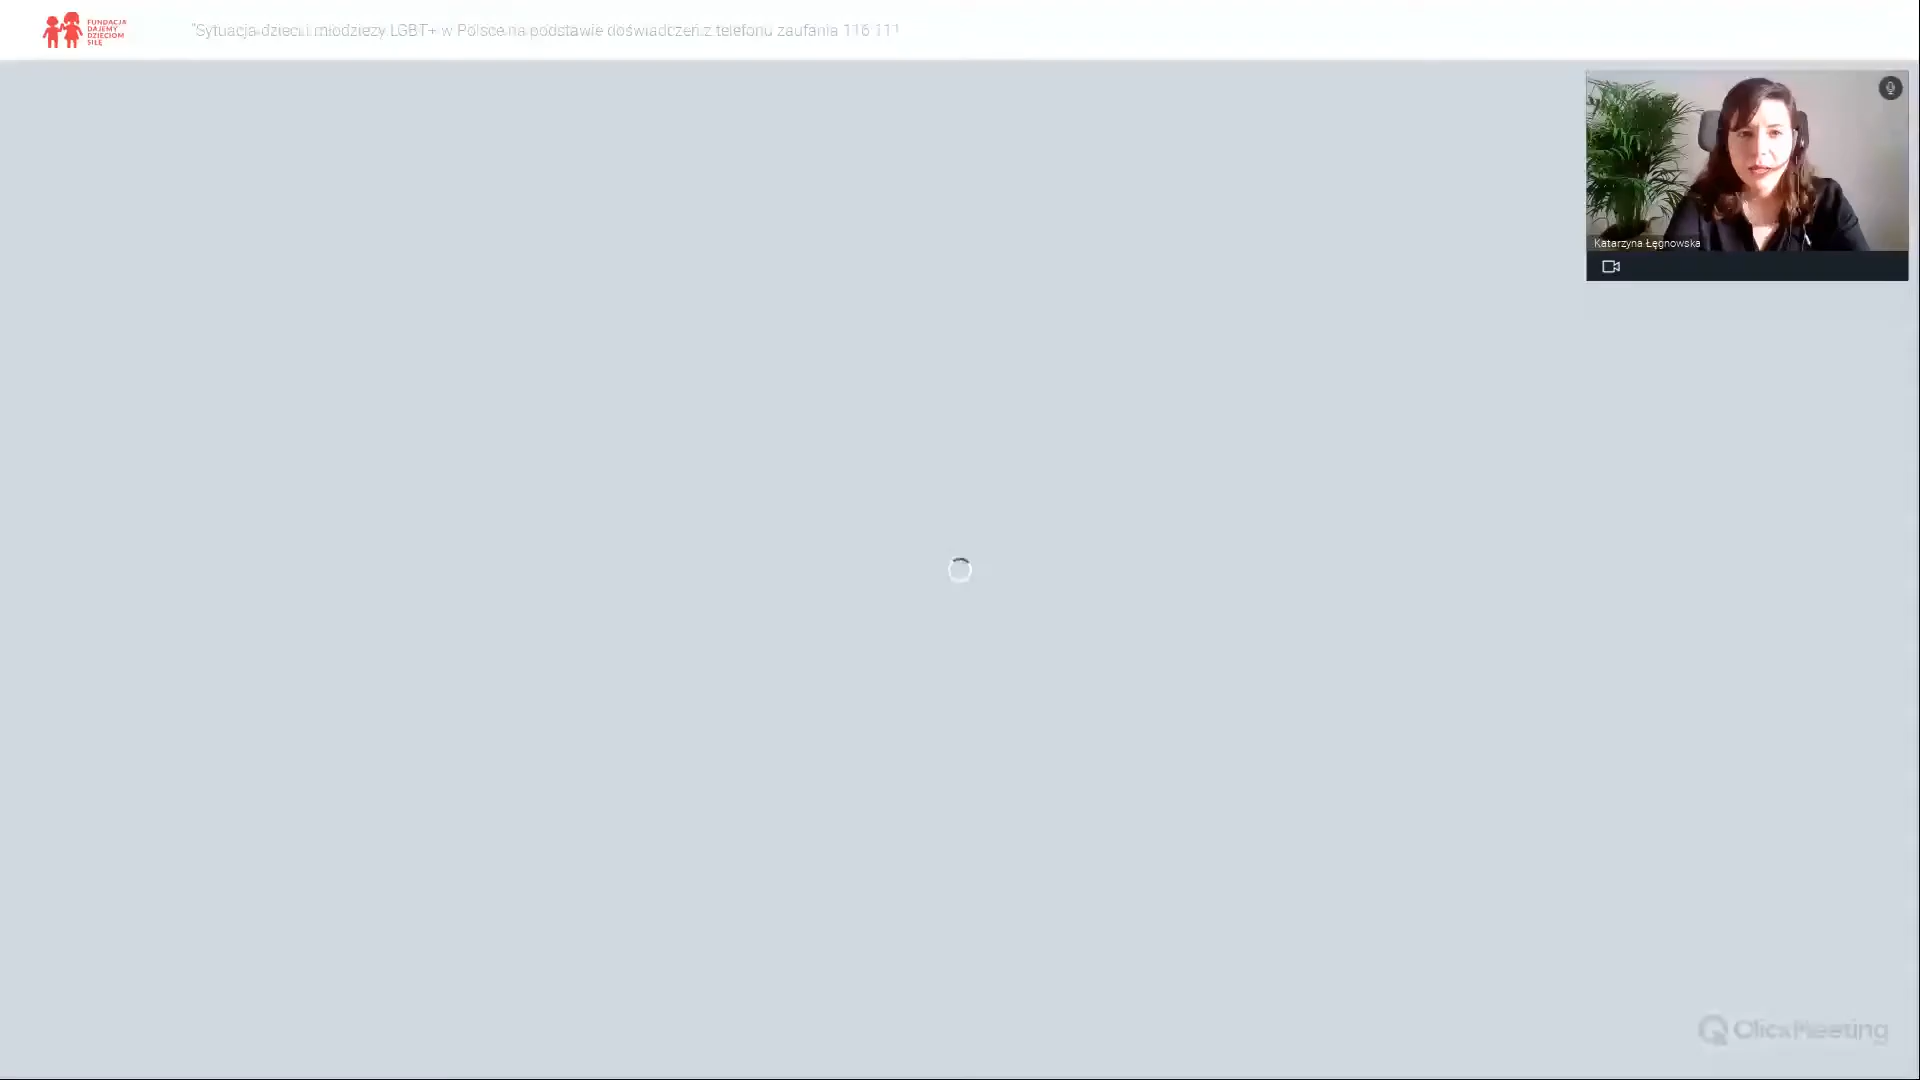 FUNDACJA
DAJEMY
DZIECIOM
SIŁĘ
"Sytuacja dzieci i młodzieży LGBT+ w Polsce na podstawie doświadczeń z telefonu zaufania 116 111
Katarzyna Łęgnowska
ClickMeeting